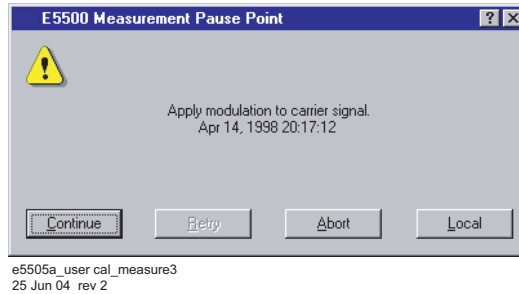 E5500 Measurement Pause Point
Apply modulation to carrier signal.
Apr 14, 1998 20:17:12
Continue
Retry
Abort
Local
e5505a_user cal_measure3
25 Jun 04 rev 2